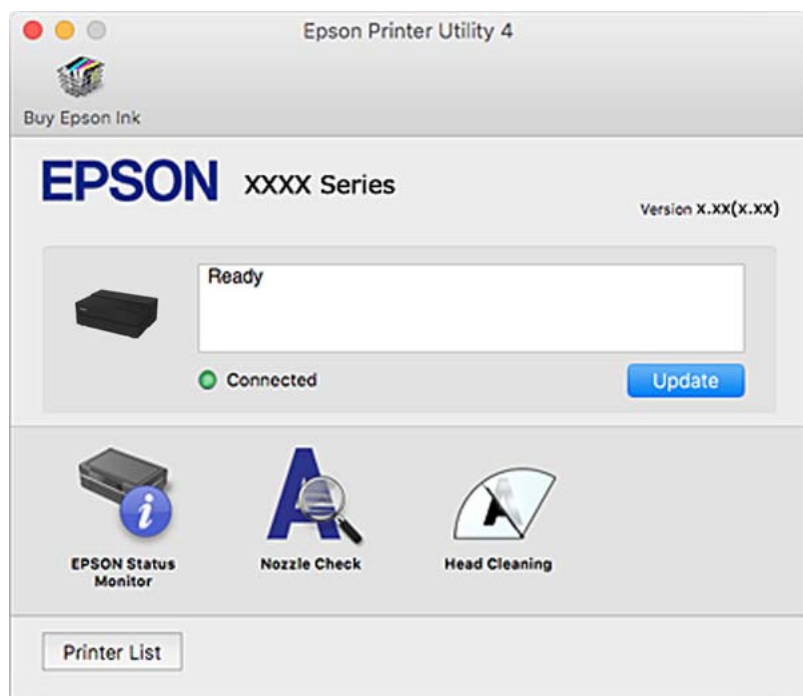 Epson Printer Utility 4
Buy Epson Ink
EPSON XXXX Series
Version X.XX(X.XX)
Ready
Connected
Update
EPSON Status
Monitor
Nozzle Check
Head Cleaning
Printer List